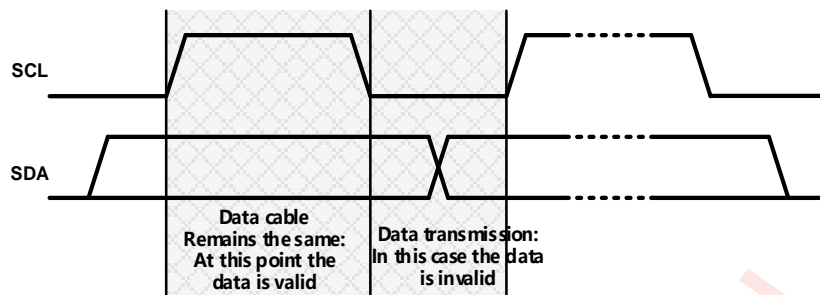 SCL
SDA
Data cable
Remains the same:
At this point the
data is valid
Data transmission:
In this case the data
is invalid